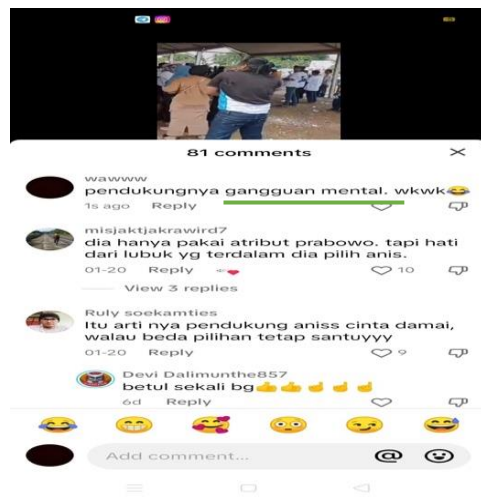 81 comments
wawww
pendukungnya gangguan mental. wkwk😂
1s ago Reply
misjaktjakrawird7
dia hanya pakai atribut prabowo. tapi hati
dari lubuk yg terdalam dia pilih anis.
01-20 Reply 10
View 3 replies
Ruly soekamties
Itu arti nya pendukung aniss cinta damai,
walau beda pilihan tetap santuyyy
01-20 Reply 9
Devi Dalimunthe857
betul sekali bg👍👍☝️☝️☝️
6d Reply
Add comment...